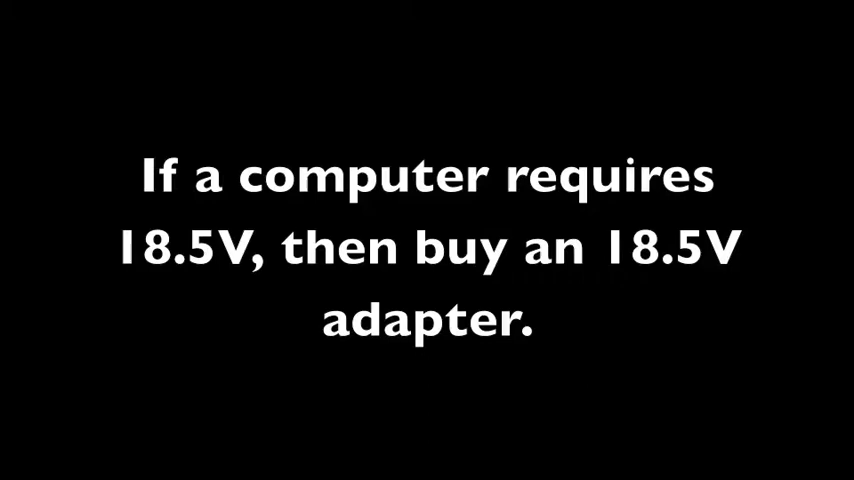 If a computer requires
18.5V, then buy an 18.5V
adapter.